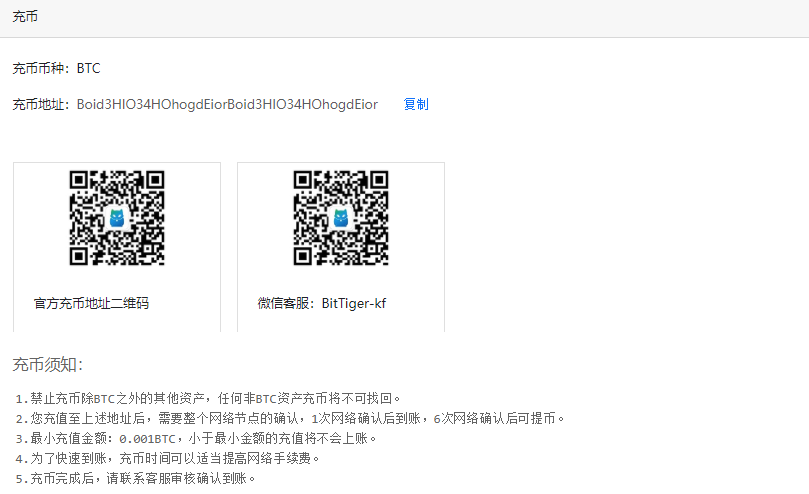 充币
充币币种：BTC
充币地址：Boid3HIO34HOhogdEiorBoid3HIO34HOhogdEior 复制
官方充币地址二维码
微信客服：BitTiger-kf
充币须知：
1.禁止充币除BTC之外的其他资产，任何非BTC资产充币将不可找回。
2.您充值至上述地址后，需要整个网络节点的确认，1次网络确认后到账，6次网络确认后可提币。
3.最小充值金额：0.001BTC，小于最小金额的充值将不会上账。
4.为了快速到账，充币时间可以适当提高网络手续费。
5.充币完成后，请联系客服审核确认到账。